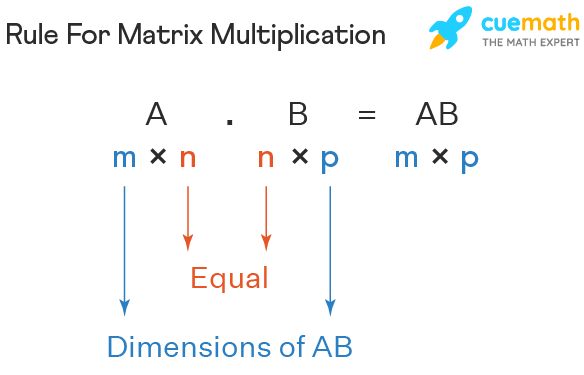 Rule For Matrix Multiplication
cuemath
THE MATH EXPERT
A . B = AB
m × n n × p m × p
Equal
Dimensions of AB